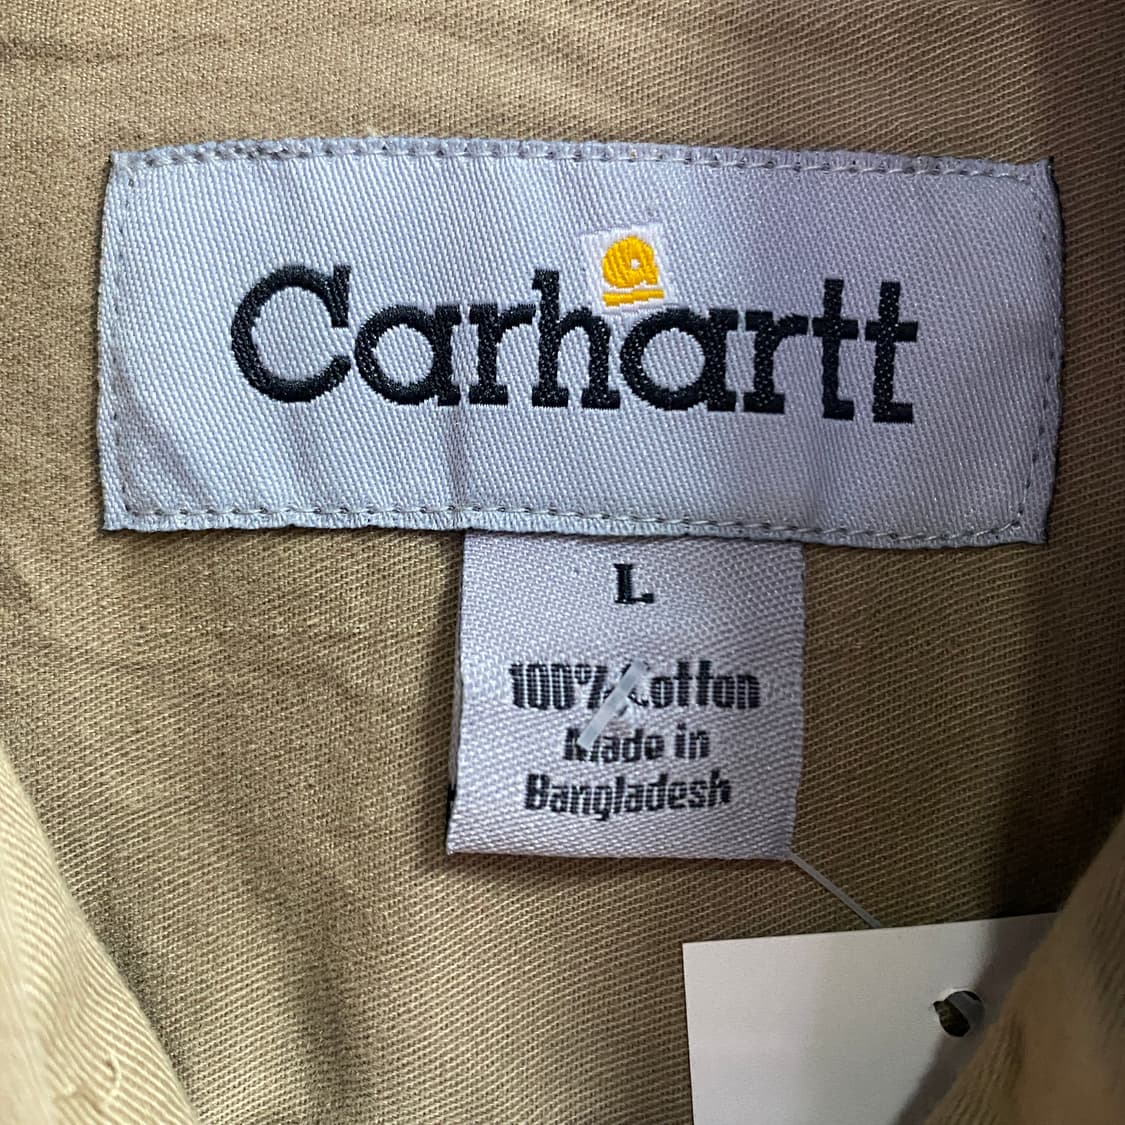 Carhartt
L
100% Cotton
Made in
Bangladesh